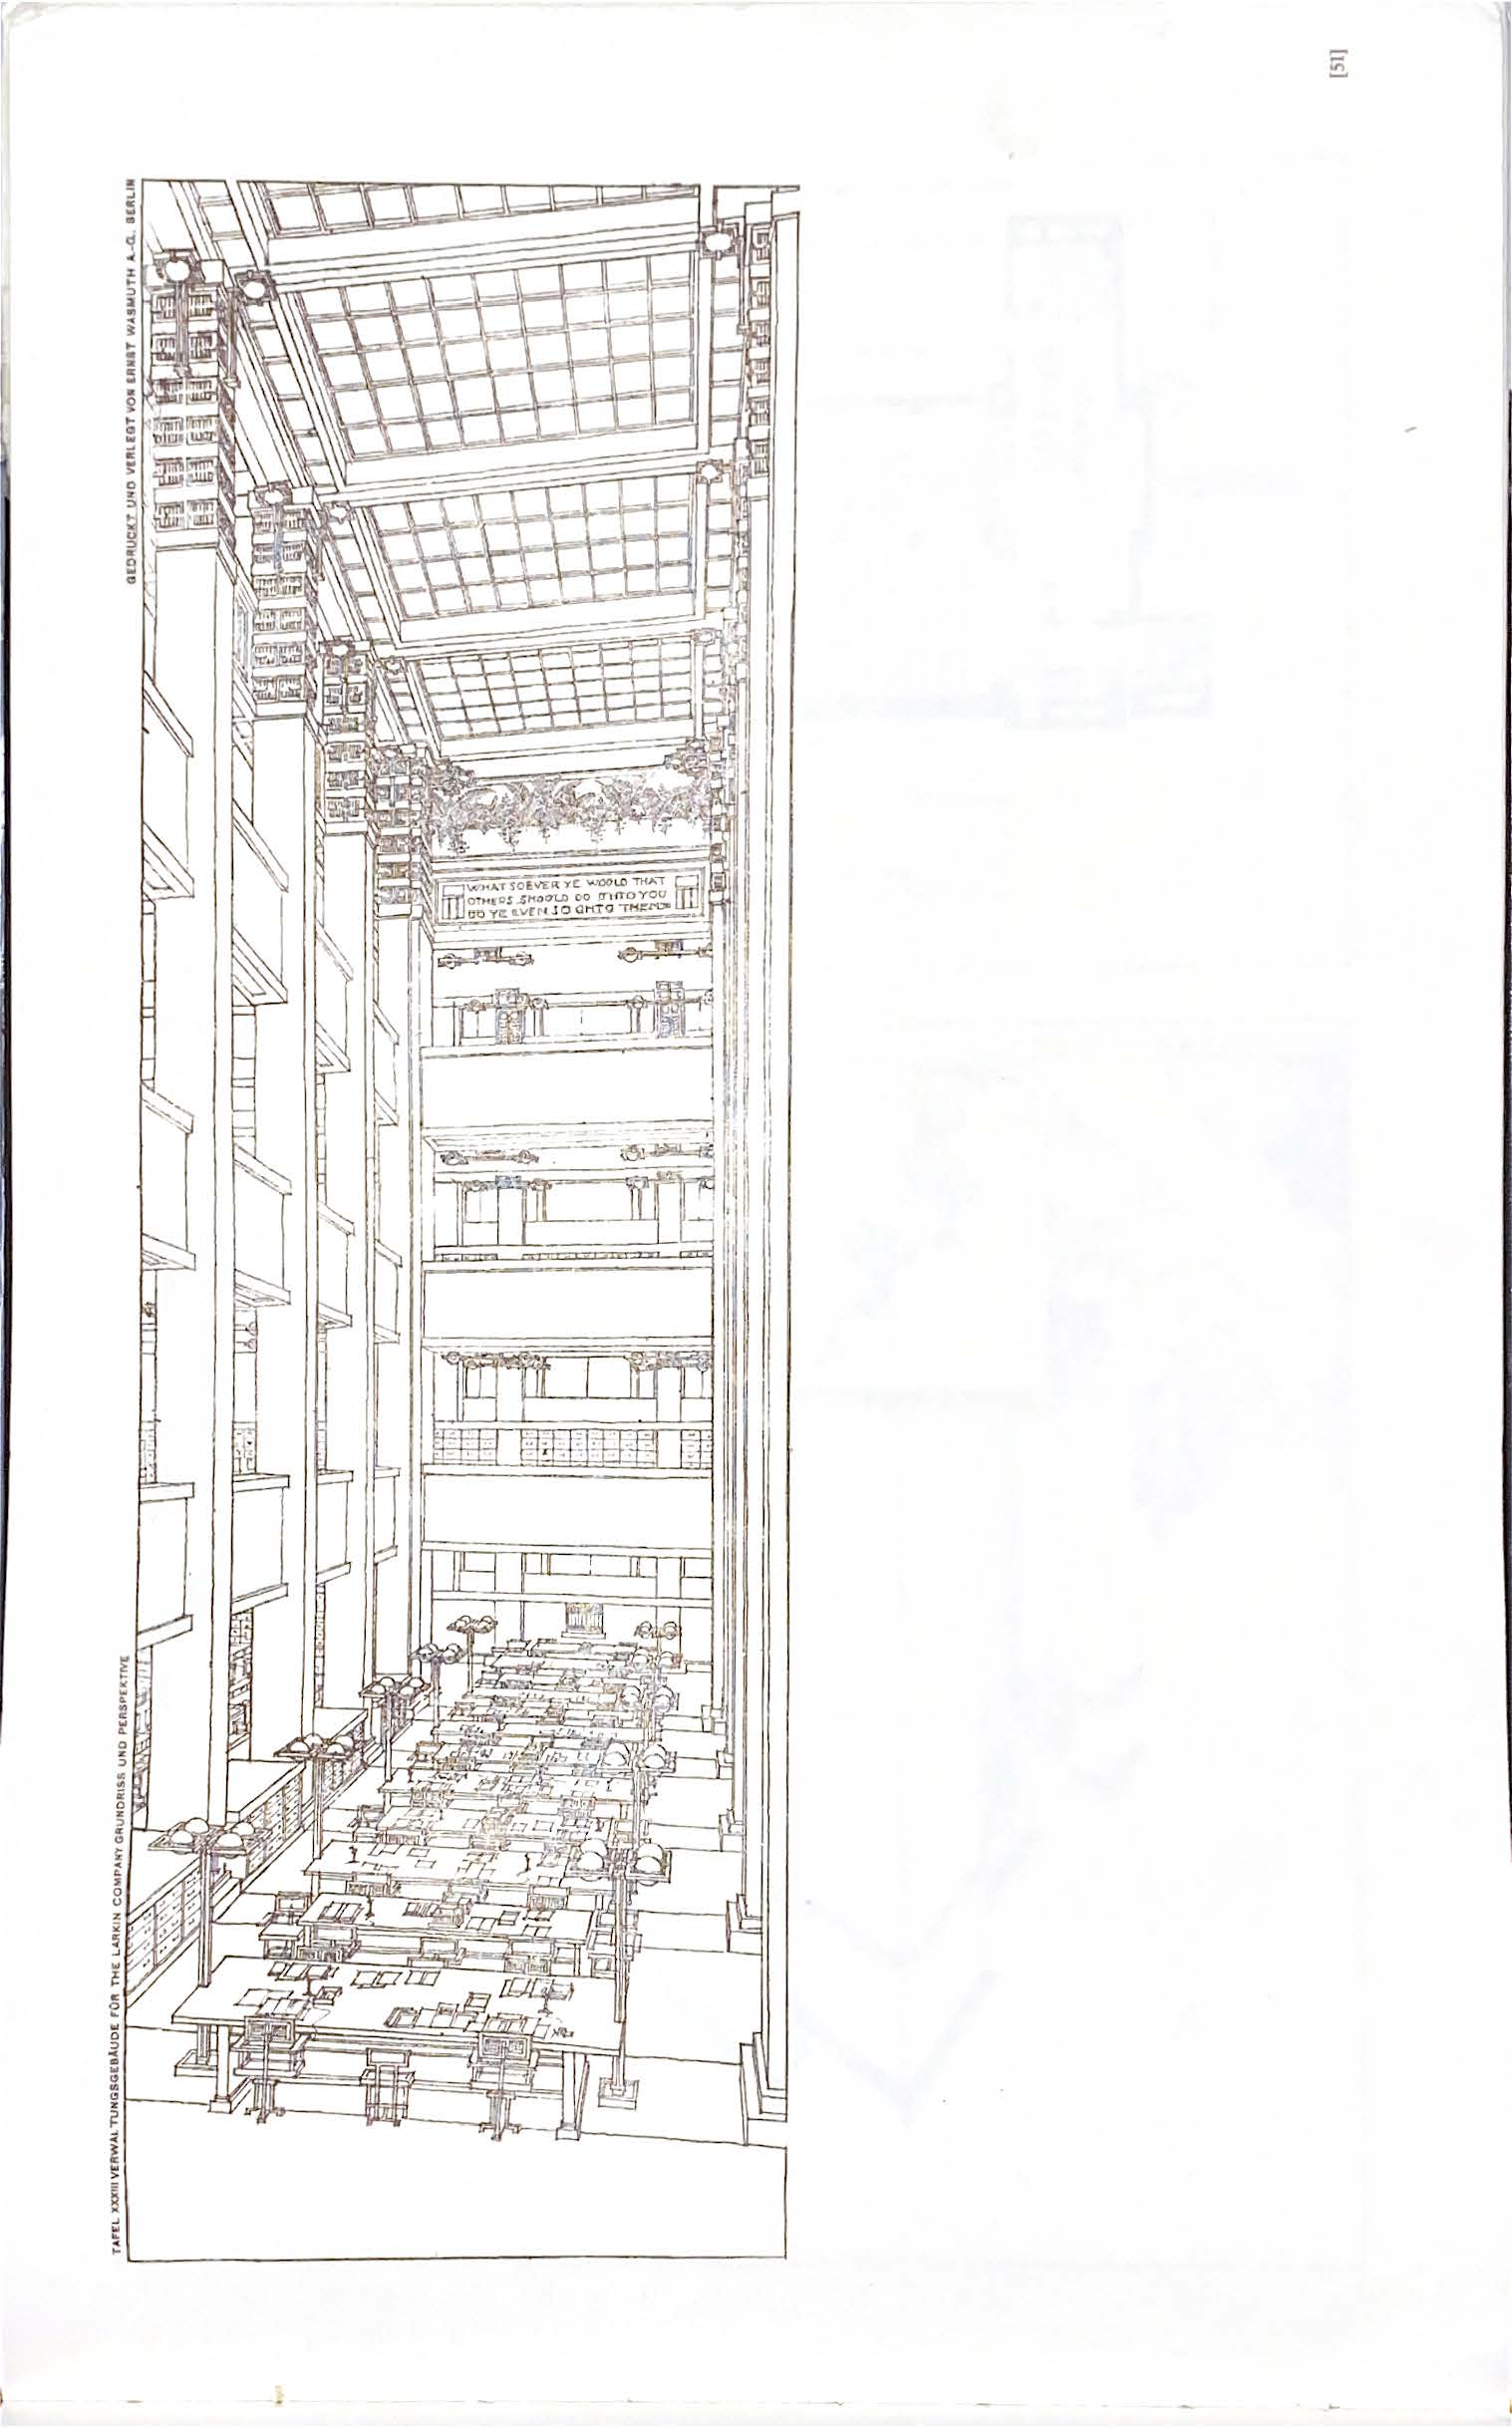 [51]
GEDRUCKT UND VERLEGT VON ERNST WASMUTH A.-G., BERLIN
TAFEL XXXIII VERWALTUNGSGEBÄUDE FÜR THE LARKIN COMPANY GRUNDRISS UND PERSPEKTIVE
WHATSOEVER YE WOULD THAT
OTHERS SHOULD DO UNTO YOU
DO YE EVEN SO UNTO THEM